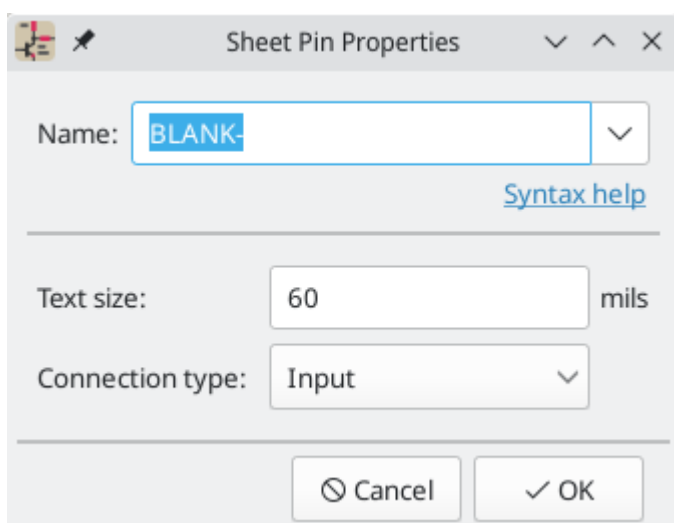 Sheet Pin Properties
Name: BLANK-
Syntax help
Text size: 60 mils
Connection type: Input
Cancel OK